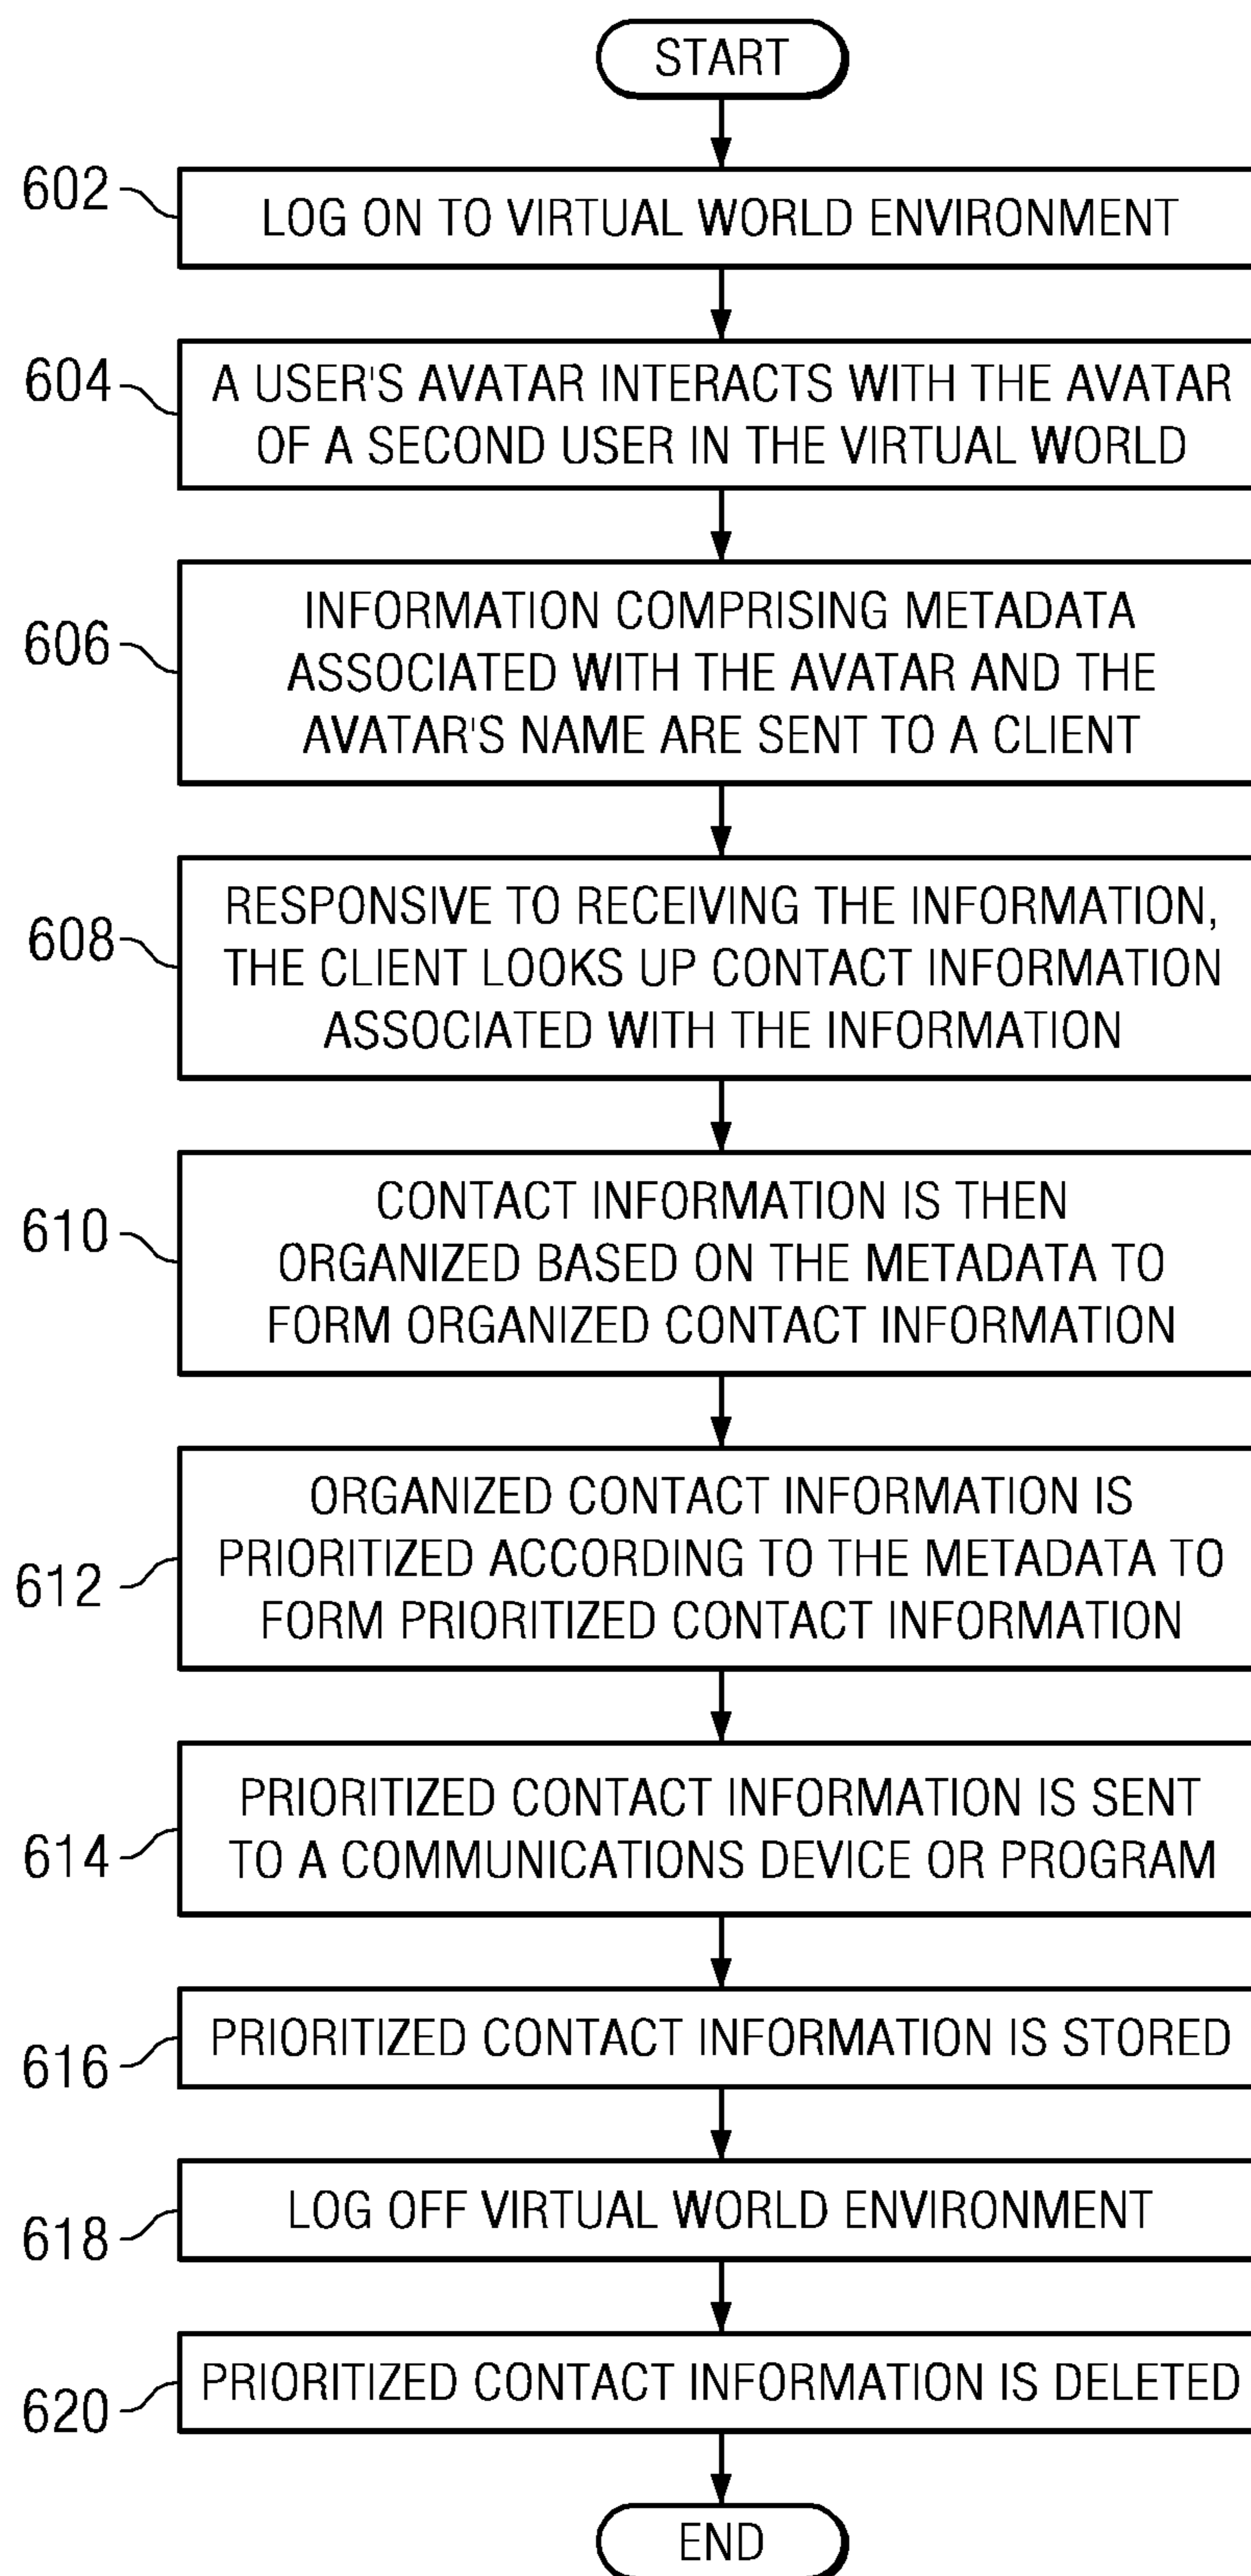 START
602
LOG ON TO VIRTUAL WORLD ENVIRONMENT
604
A USER'S AVATAR INTERACTS WITH THE AVATAR
OF A SECOND USER IN THE VIRTUAL WORLD
606
INFORMATION COMPRISING METADATA
ASSOCIATED WITH THE AVATAR AND THE
AVATAR'S NAME ARE SENT TO A CLIENT
608
RESPONSIVE TO RECEIVING THE INFORMATION,
THE CLIENT LOOKS UP CONTACT INFORMATION
ASSOCIATED WITH THE INFORMATION
610
CONTACT INFORMATION IS THEN
ORGANIZED BASED ON THE METADATA TO
FORM ORGANIZED CONTACT INFORMATION
612
ORGANIZED CONTACT INFORMATION IS
PRIORITIZED ACCORDING TO THE METADATA TO
FORM PRIORITIZED CONTACT INFORMATION
614
PRIORITIZED CONTACT INFORMATION IS SENT
TO A COMMUNICATIONS DEVICE OR PROGRAM
616
PRIORITIZED CONTACT INFORMATION IS STORED
618
LOG OFF VIRTUAL WORLD ENVIRONMENT
620
PRIORITIZED CONTACT INFORMATION IS DELETED
END